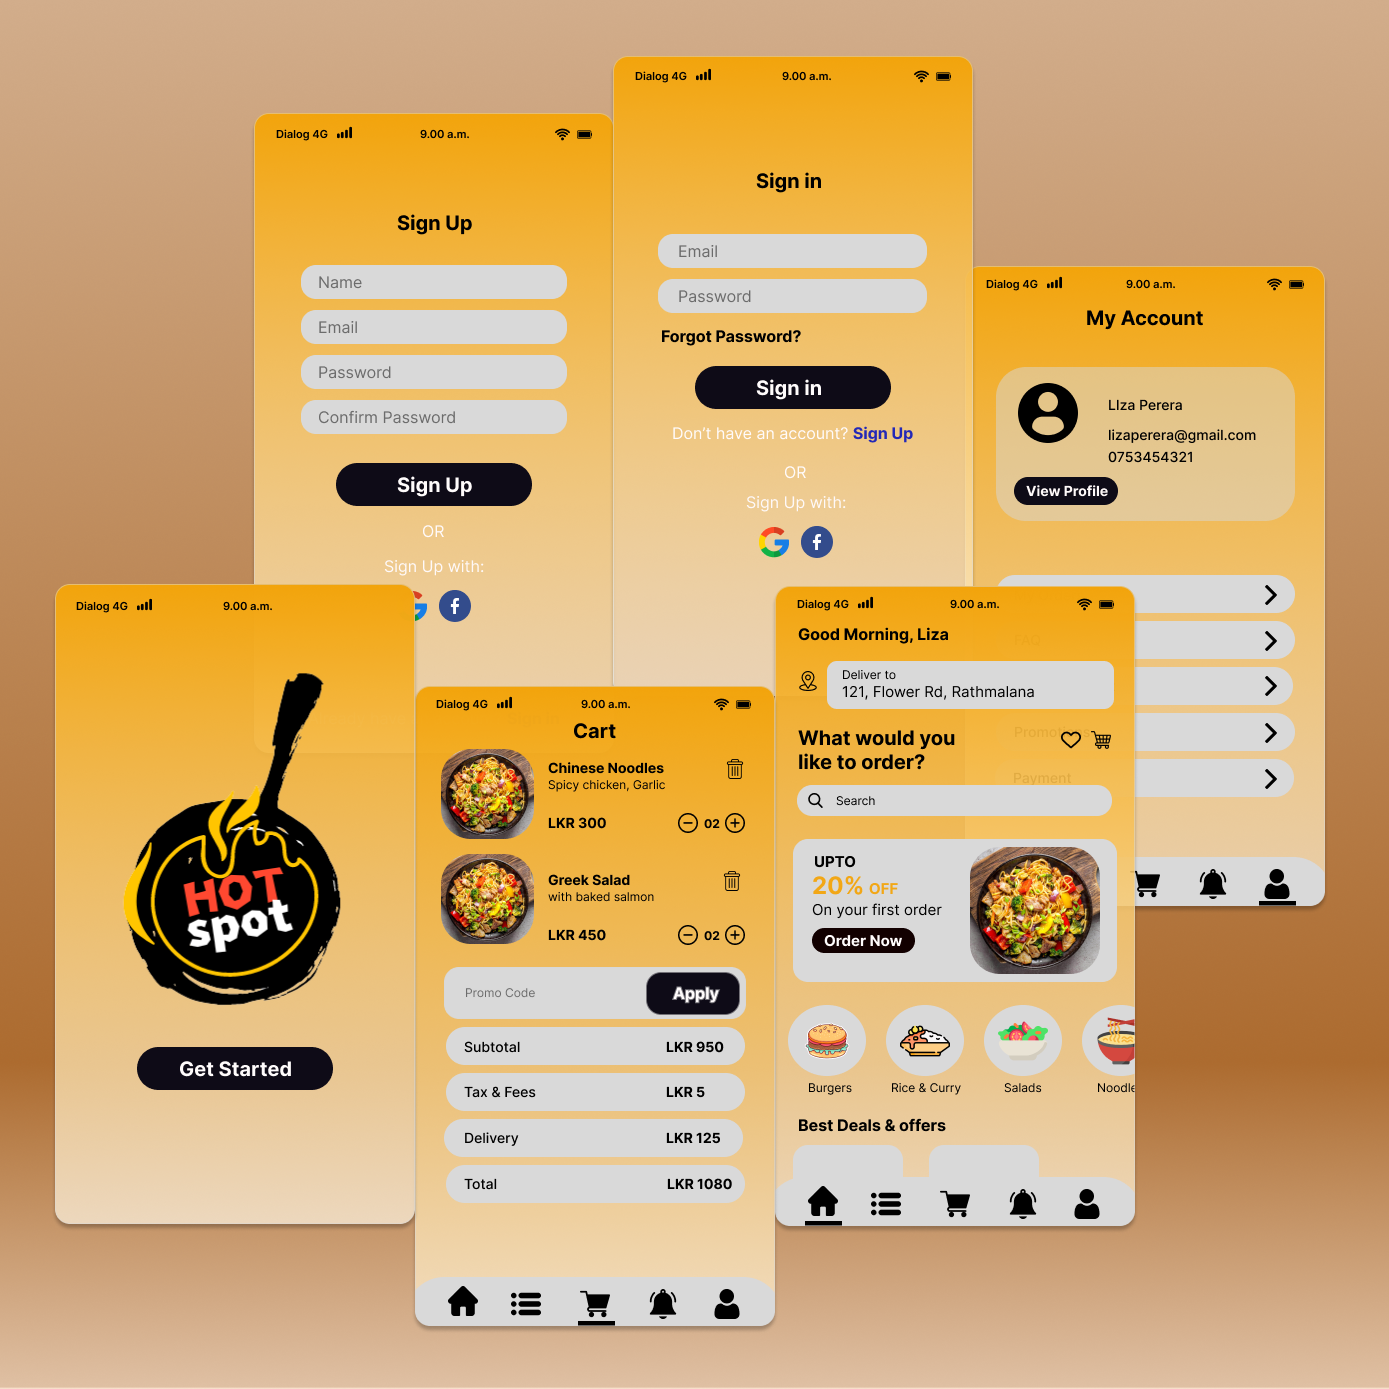 Dialog 4G 9.00 a.m.
Sign in
Email
Password
Forgot Password?
Sign in
Don't have an account? Sign Up
OR
Sign Up with:
Dialog 4G 9.00 a.m.
Sign Up
Name
Email
Password
Confirm Password
Sign Up
OR
Sign Up with:
Dialog 4G 9.00 a.m.
My Account
LIza Perera
lizaperera@gmail.com
0753454321
View Profile
FAQ
Promotions
Payment
Dialog 4G 9.00 a.m.
HOT
spot
Get Started
Dialog 4G 9.00 a.m.
Cart
Chinese Noodles
Spicy chicken, Garlic
LKR 300 02
Greek Salad
with baked salmon
LKR 450 02
Promo Code Apply
Subtotal LKR 950
Tax & Fees LKR 5
Delivery LKR 125
Total LKR 1080
Dialog 4G 9.00 a.m.
Good Morning, Liza
Deliver to
121, Flower Rd, Rathmalana
What would you
like to order?
Search
UPTO
20% OFF
On your first order
Order Now
Burgers Rice & Curry Salads Noodle
Best Deals & offers